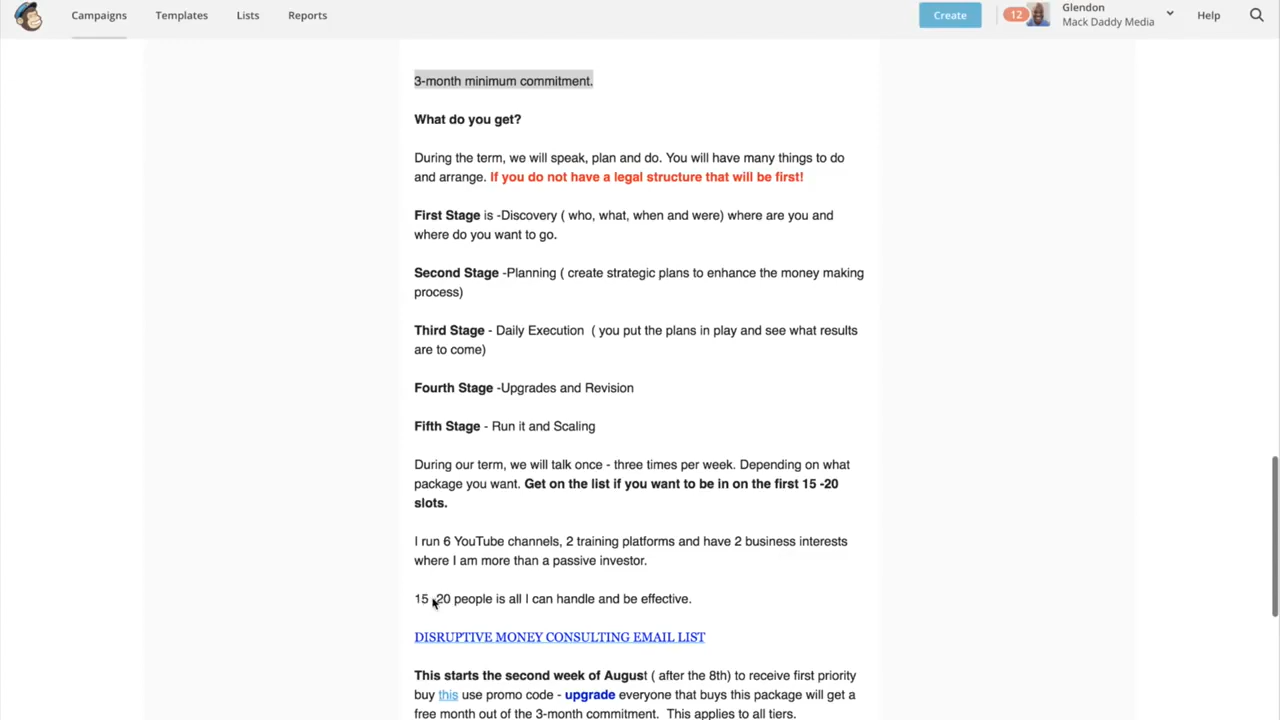 Campaigns Templates Lists Reports Create 12 Glendon Help
Mack Daddy Media
3-month minimum commitment.
What do you get?
During the term, we will speak, plan and do. You will have many things to do
and arrange. If you do not have a legal structure that will be first!
First Stage is -Discovery ( who, what, when and were) where are you and
where do you want to go.
Second Stage -Planning ( create strategic plans to enhance the money making
process)
Third Stage - Daily Execution ( you put the plans in play and see what results
are to come)
Fourth Stage -Upgrades and Revision
Fifth Stage - Run it and Scaling
During our term, we will talk once - three times per week. Depending on what
package you want. Get on the list if you want to be in on the first 15 -20
slots.
I run 6 YouTube channels, 2 training platforms and have 2 business interests
where I am more than a passive investor.
15 -20 people is all I can handle and be effective.
DISRUPTIVE MONEY CONSULTING EMAIL LIST
This starts the second week of August ( after the 8th) to receive first priority
buy this use promo code - upgrade everyone that buys this package will get a
free month out of the 3-month commitment. This applies to all tiers.